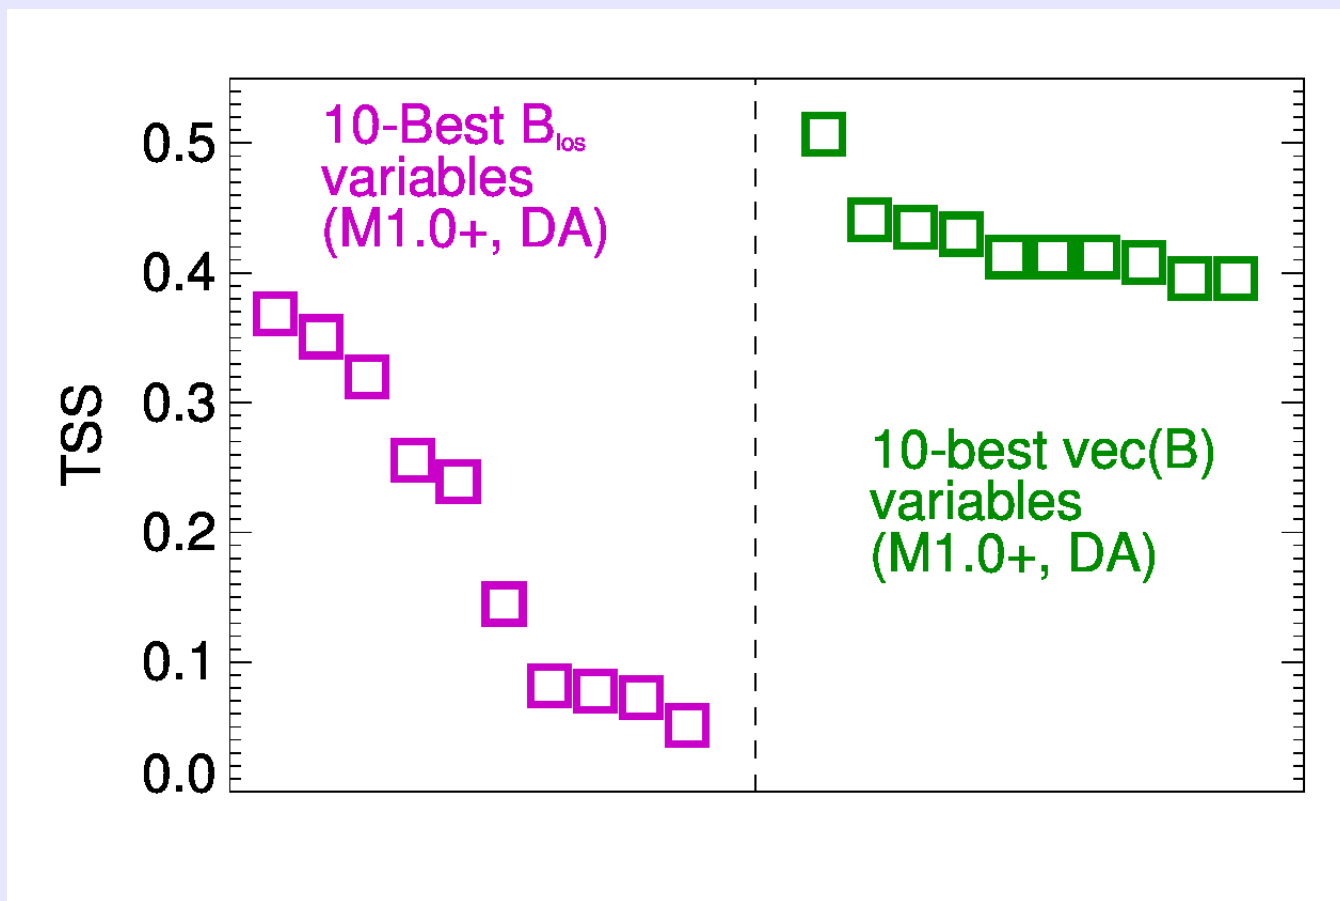 TSS
0.5
0.4
0.3
0.2
0.1
0.0
10-Best Blos
variables
(M1.0+, DA)
10-best vec(B)
variables
(M1.0+, DA)